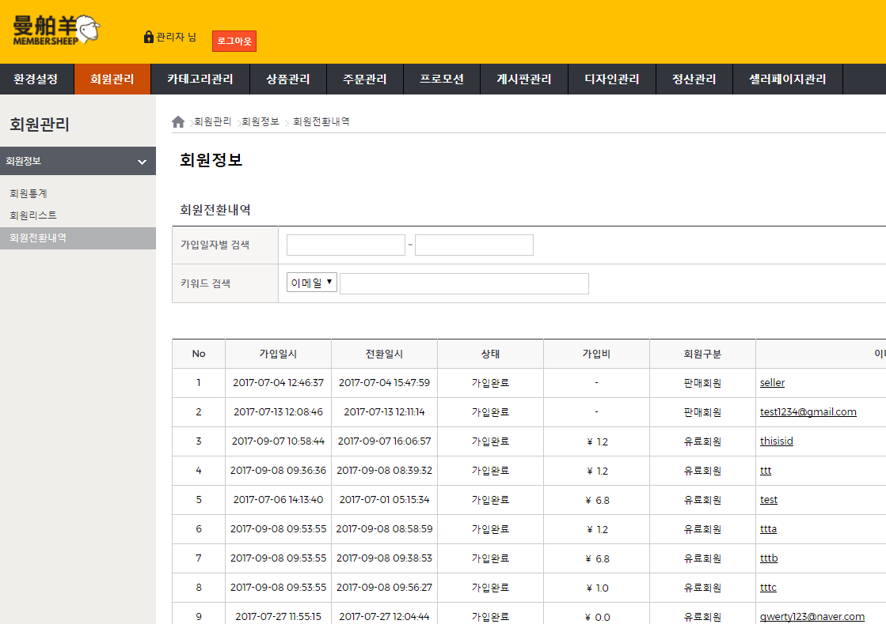 曼舶羊
MEMBERSHEEP
관리자 님
로그아웃
환경설정 회원관리 카테고리관리 상품관리 주문관리 프로모션 게시판관리 디자인관리 정산관리 셀러페이지관리
회원관리
회원정보
회원통계
회원리스트
회원전환내역
회원관리 > 회원정보 > 회원전환내역
회원정보
회원전환내역
가입일자별 검색 ~
키워드 검색 이메일 ▼
No 가입일시 전환일시 상태 가입비 회원구분
1 2017-07-04 12:46:37 2017-07-04 15:47:59 가입완료 - 판매회원 seller
2 2017-07-13 12:08:46 2017-07-13 12:11:14 가입완료 - 판매회원 test1234@gmail.com
3 2017-09-07 10:58:44 2017-09-07 16:06:57 가입완료 ¥ 1.2 유료회원 thisisid
4 2017-09-08 09:36:36 2017-09-08 08:39:32 가입완료 ¥ 1.2 유료회원 ttt
5 2017-07-06 14:13:40 2017-07-01 05:15:34 가입완료 ¥ 6.8 유료회원 test
6 2017-09-08 09:53:55 2017-09-08 08:58:59 가입완료 ¥ 1.2 유료회원 ttta
7 2017-09-08 09:53:55 2017-09-08 09:38:53 가입완료 ¥ 6.8 유료회원 tttb
8 2017-09-08 09:53:55 2017-09-08 09:56:27 가입완료 ¥ 1.0 유료회원 tttc
9 2017-07-27 11:55:15 2017-07-27 12:04:44 가입완료 ¥ 0.0 유료회원 qwerty123@naver.com